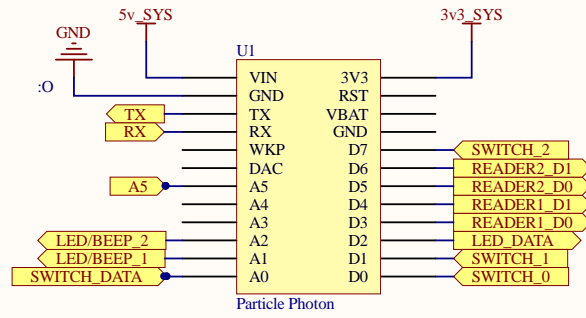 5v_SYS
3v3_SYS
GND
U1
:O
VIN 3V3
GND RST
TX TX VBAT
RX RX GND
WKP D7 SWITCH_2
DAC D6 READER2_D1
A5 A5 D5 READER2_D0
A4 D4 READER1_D1
A3 D3 READER1_D0
LED/BEEP_2 A2 D2 LED_DATA
LED/BEEP_1 A1 D1 SWITCH_1
SWITCH_DATA A0 D0 SWITCH_0
Particle Photon